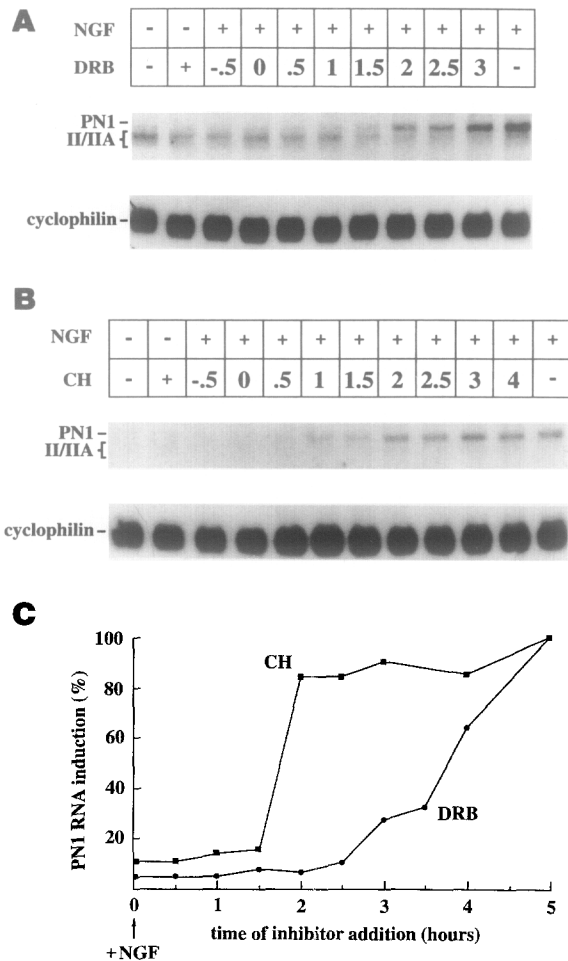 A
NGF - - + + + + + + + + +
DRB - + -.5 0 .5 1 1.5 2 2.5 3 -
PN1 -
II/IIA {
cyclophilin -
B
NGF - - + + + + + + + + + +
CH - + -.5 0 .5 1 1.5 2 2.5 3 4 -
PN1 -
II/IIA {
cyclophilin -
C
PN1 RNA induction (%)
100
80
60
40
20
CH
DRB
0 1 2 3 4 5
time of inhibitor addition (hours)
+NGF